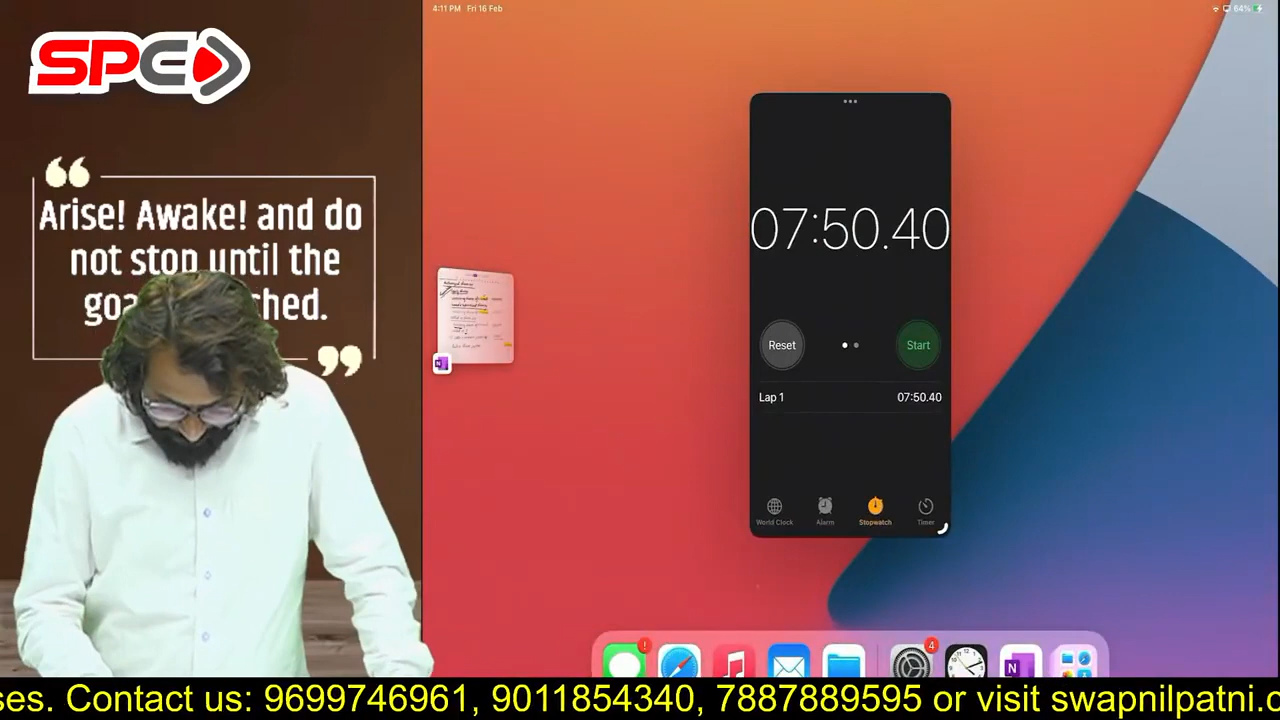 4:11 PM Fri 16 Feb
64%
SPE
Arise! Awake! and do
not stop until the
goa ched.
07:50.40
Reset
Start
Lap 1 07:50.40
World Clock Alarm Stopwatch Timer
!
4
N
N
ses. Contact us: 9699746961, 9011854340, 7887889595 or visit swapnilpatni.c